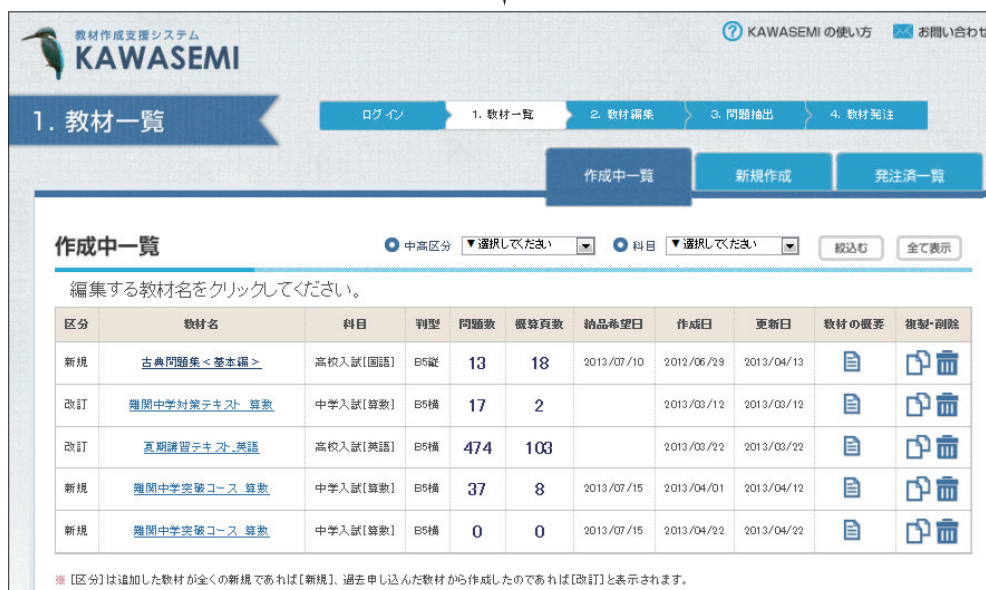 教材作成支援システム
KAWASEMI
? KAWASEMI の使い方 お問い合わせ
1. 教材一覧
ログイン 1. 教材一覧 2. 教材編集 3. 問題抽出 4. 教材発注
作成中一覧 新規作成 発注済一覧
作成中一覧 中高区分 ▼選択してください 科目 ▼選択してください 絞込む 全て表示
編集する教材名をクリックしてください。
区分 教材名 科目 判型 問題数 概算頁数 納品希望日 作成日 更新日 教材の概要 複製・削除
新規 古典問題集<基本編> 高校入試[国語] B5縦 13 18 2013/07/10 2012/06/29 2013/04/13
改訂 難関中学対策テキスト 算数 中学入試[算数] B5横 17 2 2013/03/12 2013/03/12
改訂 夏期講習テキスト_英語 高校入試[英語] B5横 474 103 2013/03/22 2013/03/22
新規 難関中学突破コース 算数 中学入試[算数] B5横 37 8 2013/07/15 2013/04/01 2013/04/12
新規 難関中学突破コース 算数 中学入試[算数] B5横 0 0 2013/07/15 2013/04/22 2013/04/22
※ [区分]は追加した教材が全くの新規であれば[新規]、過去申し込んだ教材から作成したのであれば[改訂]と表示されます。